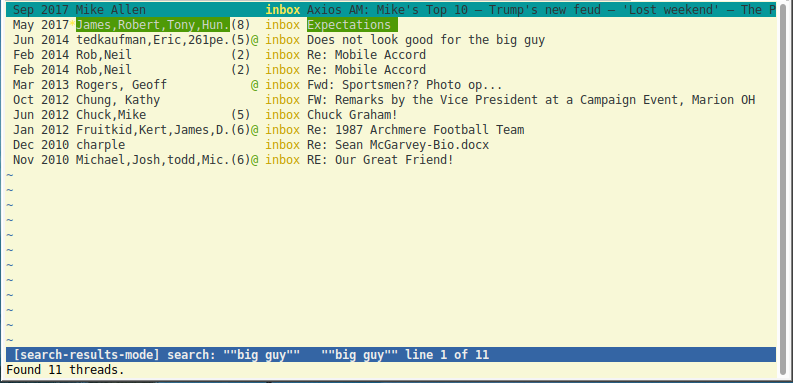 Sep 2017 Mike Allen inbox Axios AM: Mike's Top 10 — Trump's new feud — 'Lost weekend' — The P
May 2017 James,Robert,Tony,Hun.(8) inbox Expectations
Jun 2014 tedkaufman,Eric,261pe.(5)@ inbox Does not look good for the big guy
Feb 2014 Rob,Neil (2) inbox Re: Mobile Accord
Feb 2014 Rob,Neil (2) inbox Re: Mobile Accord
Mar 2013 Rogers, Geoff @ inbox Fwd: Sportsmen?? Photo op...
Oct 2012 Chung, Kathy inbox FW: Remarks by the Vice President at a Campaign Event, Marion OH
Jun 2012 Chuck,Mike (5) inbox Chuck Graham!
Jan 2012 Fruitkid,Kert,James,D.(6)@ inbox Re: 1987 Archmere Football Team
Dec 2010 charple inbox Re: Sean McGarvey-Bio.docx
Nov 2010 Michael,Josh,todd,Mic.(6)@ inbox RE: Our Great Friend!
~
~
~
~
~
~
~
~
~
~
~
~
[search-results-mode] search: ""big guy"" ""big guy"" line 1 of 11
Found 11 threads.